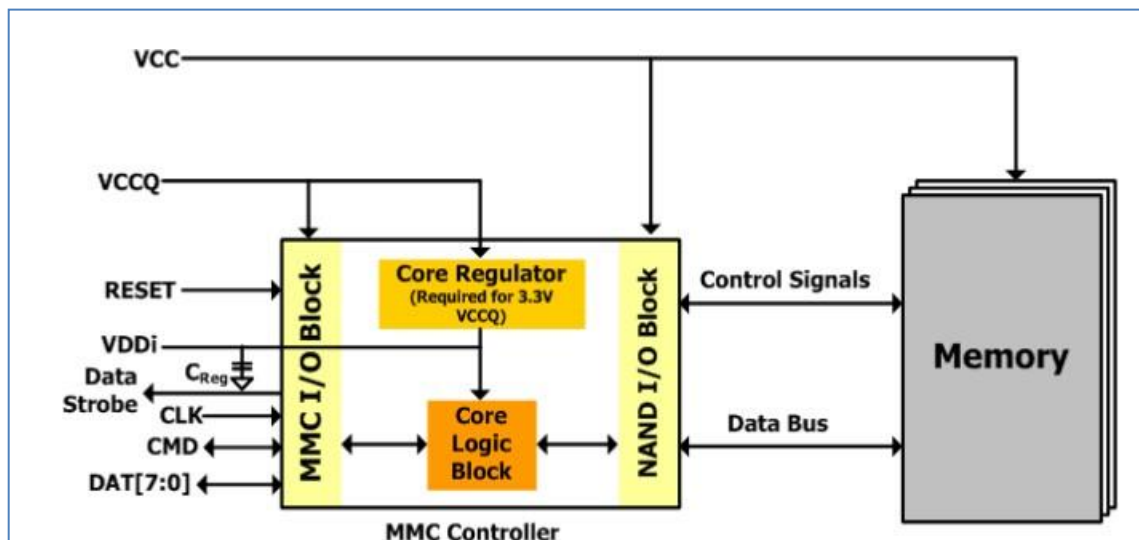 VCC
VCCQ
RESET
VDDi
CReg
Data
Strobe
CLK
CMD
DAT[7:0]
MMC I/O Block
Core Regulator
(Required for 3.3V
VCCQ)
Core
Logic
Block
NAND I/O Block
MMC Controller
Control Signals
Data Bus
Memory